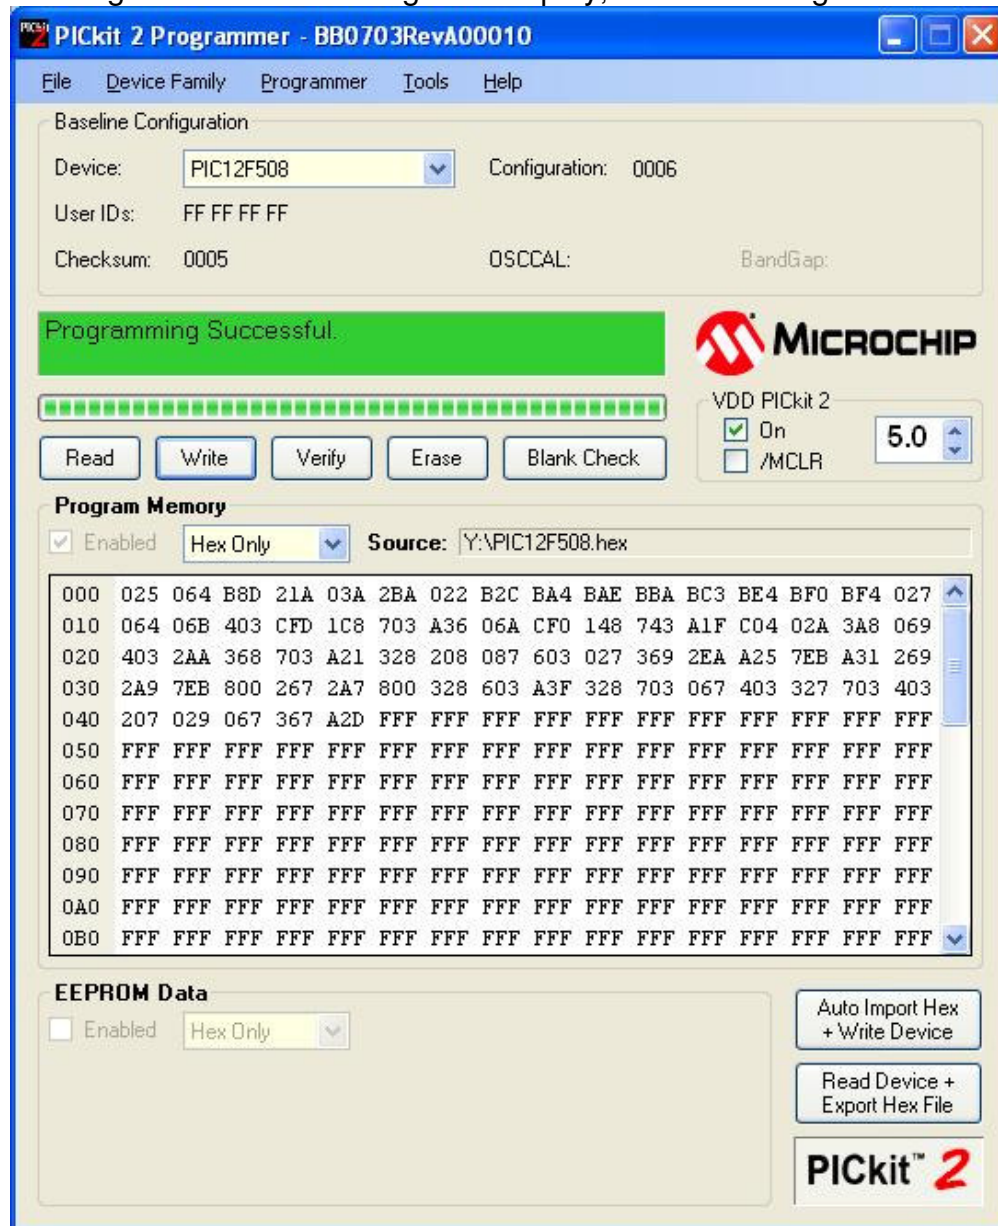 PICkit 2 Programmer - BB0703RevA00010
File Device Family Programmer Tools Help
Baseline Configuration
Device: PIC12F508 Configuration: 0006
User IDs: FF FF FF FF
Checksum: 0005 OSCCAL: BandGap:
Programming Successful.
MICROCHIP
VDD PICkit 2
On
/MCLR
5.0
Read Write Verify Erase Blank Check
Program Memory
Enabled Hex Only Source: Y:\PIC12F508.hex
000 025 064 B8D 21A 03A 2BA 022 B2C BA4 BAE BBA BC3 BE4 BF0 BF4 027
010 064 06B 403 CFD 1C8 703 A36 06A CF0 148 743 A1F C04 02A 3A8 069
020 403 2AA 368 703 A21 328 208 087 603 027 369 2EA A25 7EB A31 269
030 2A9 7EB 800 267 2A7 800 328 603 A3F 328 703 067 403 327 703 403
040 207 029 067 367 A2D FFF FFF FFF FFF FFF FFF FFF FFF FFF FFF FFF
050 FFF FFF FFF FFF FFF FFF FFF FFF FFF FFF FFF FFF FFF FFF FFF FFF
060 FFF FFF FFF FFF FFF FFF FFF FFF FFF FFF FFF FFF FFF FFF FFF FFF
070 FFF FFF FFF FFF FFF FFF FFF FFF FFF FFF FFF FFF FFF FFF FFF FFF
080 FFF FFF FFF FFF FFF FFF FFF FFF FFF FFF FFF FFF FFF FFF FFF FFF
090 FFF FFF FFF FFF FFF FFF FFF FFF FFF FFF FFF FFF FFF FFF FFF FFF
0A0 FFF FFF FFF FFF FFF FFF FFF FFF FFF FFF FFF FFF FFF FFF FFF FFF
0B0 FFF FFF FFF FFF FFF FFF FFF FFF FFF FFF FFF FFF FFF FFF FFF FFF
EEPROM Data
Enabled Hex Only
Auto Import Hex
+ Write Device
Read Device +
Export Hex File
PICkit™ 2